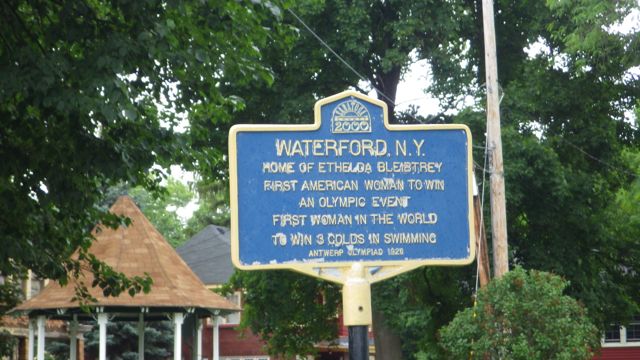 SARATOGA
2000
WATERFORD, N.Y.
HOME OF ETHELDA BLEIBTREY
FIRST AMERICAN WOMAN TO WIN
AN OLYMPIC EVENT
FIRST WOMAN IN THE WORLD
TO WIN 3 GOLDS IN SWIMMING
ANTWERP OLYMPIAD 1920